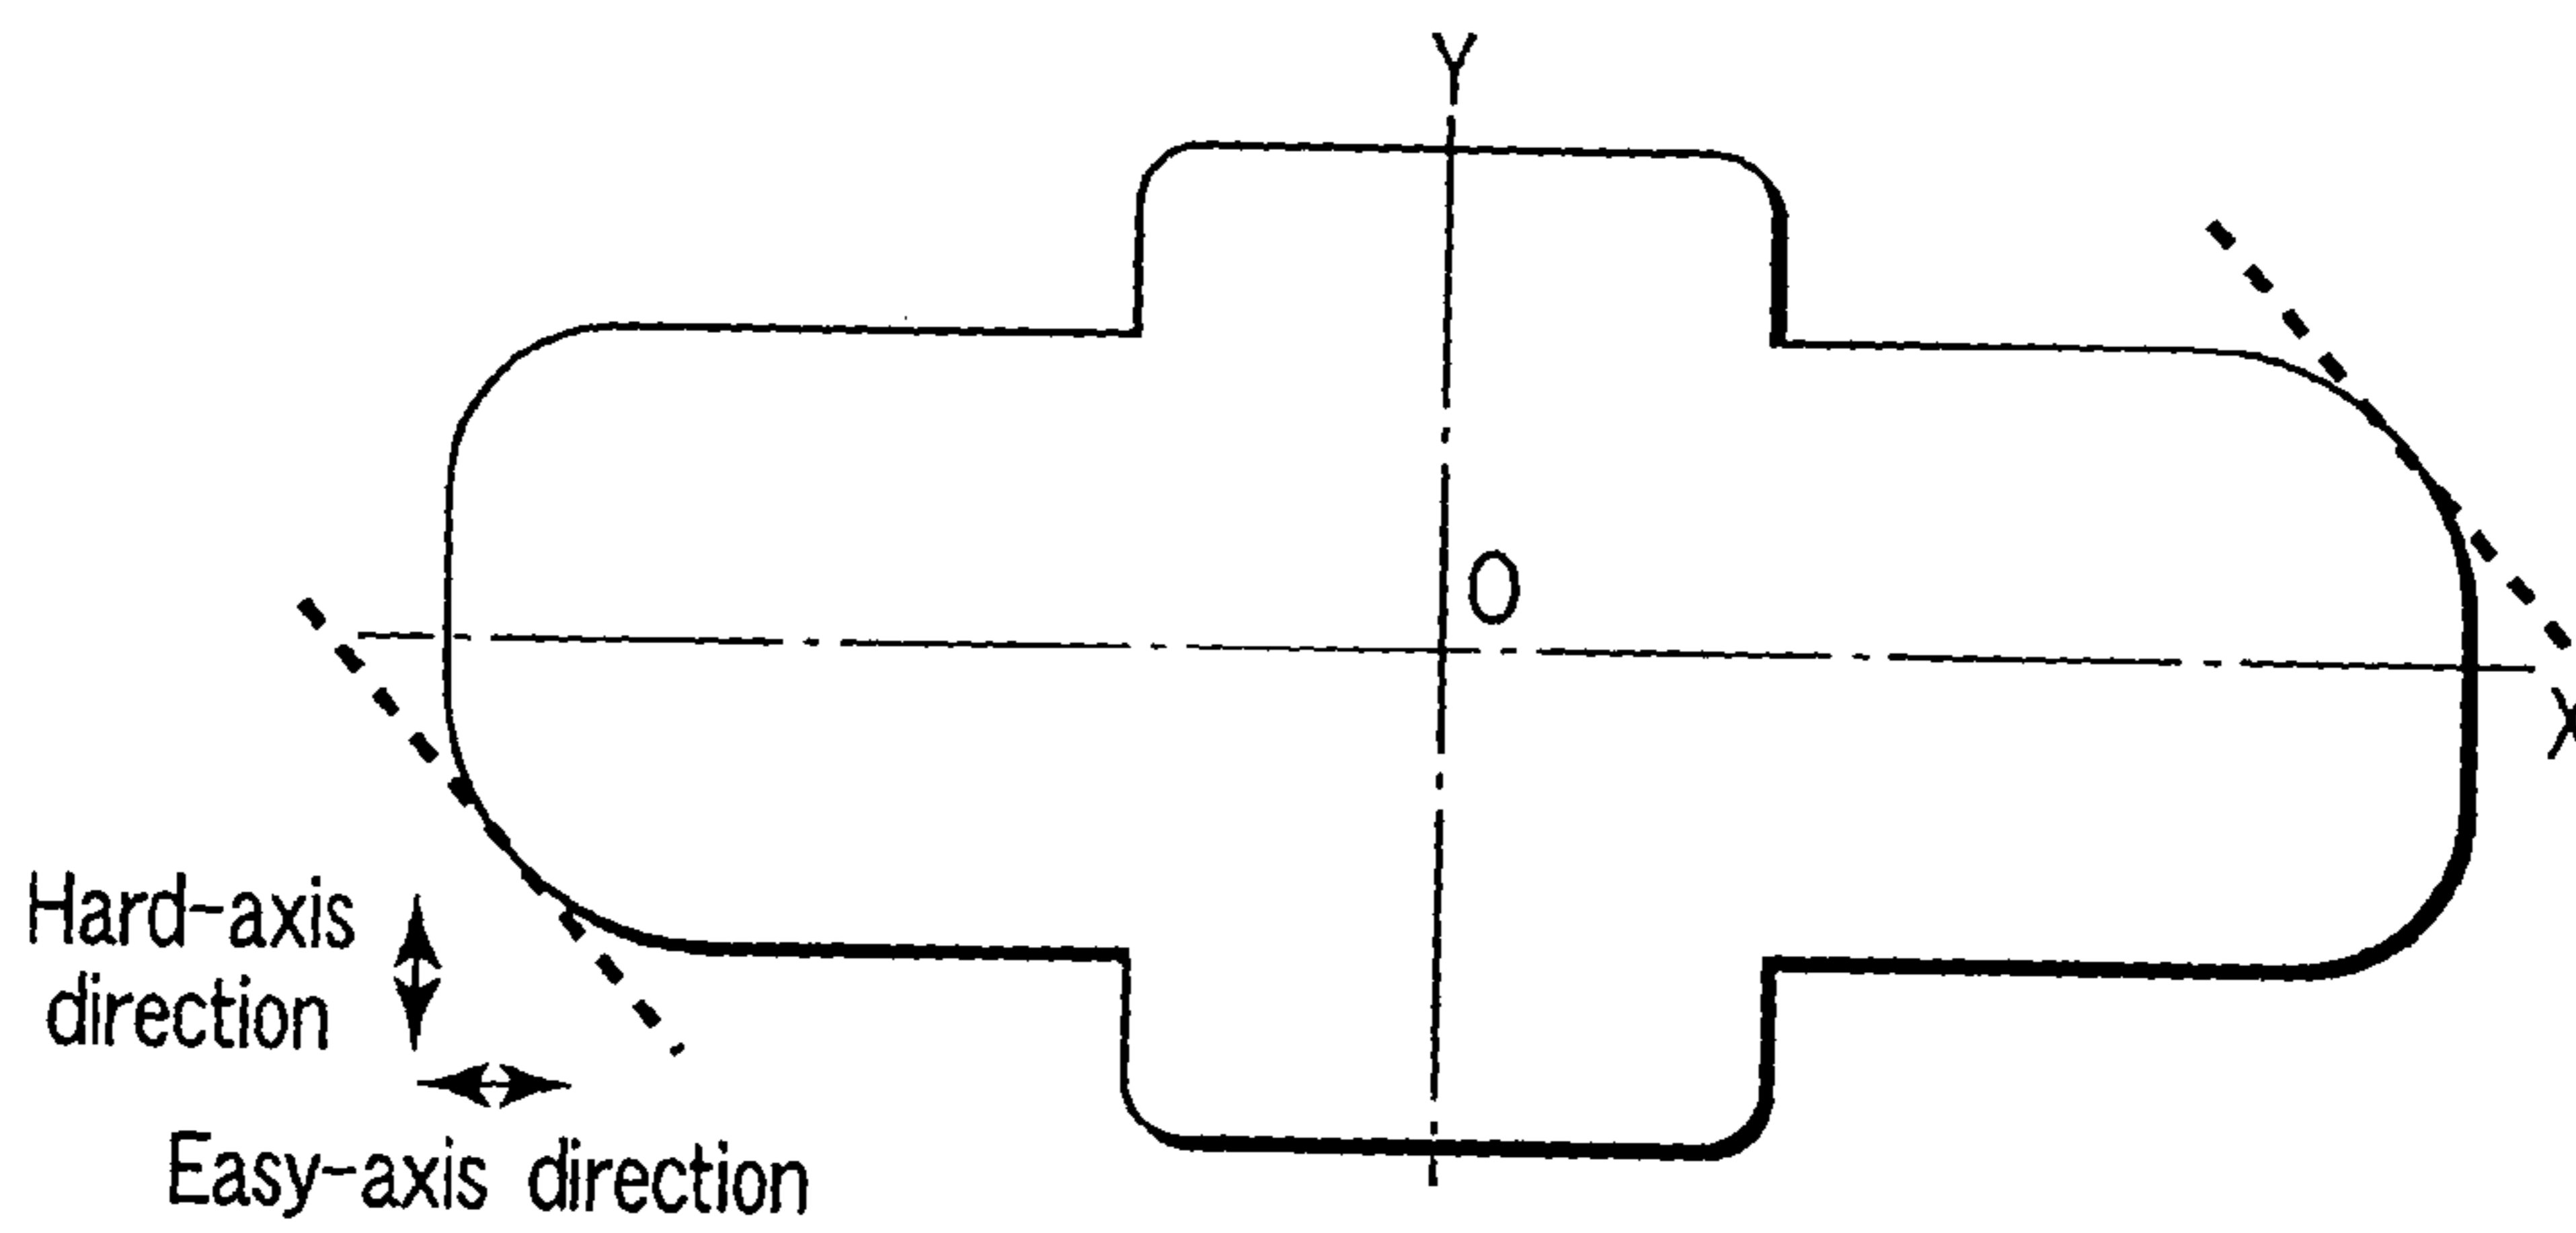 Y
O
X
Hard-axis
direction
Easy-axis direction